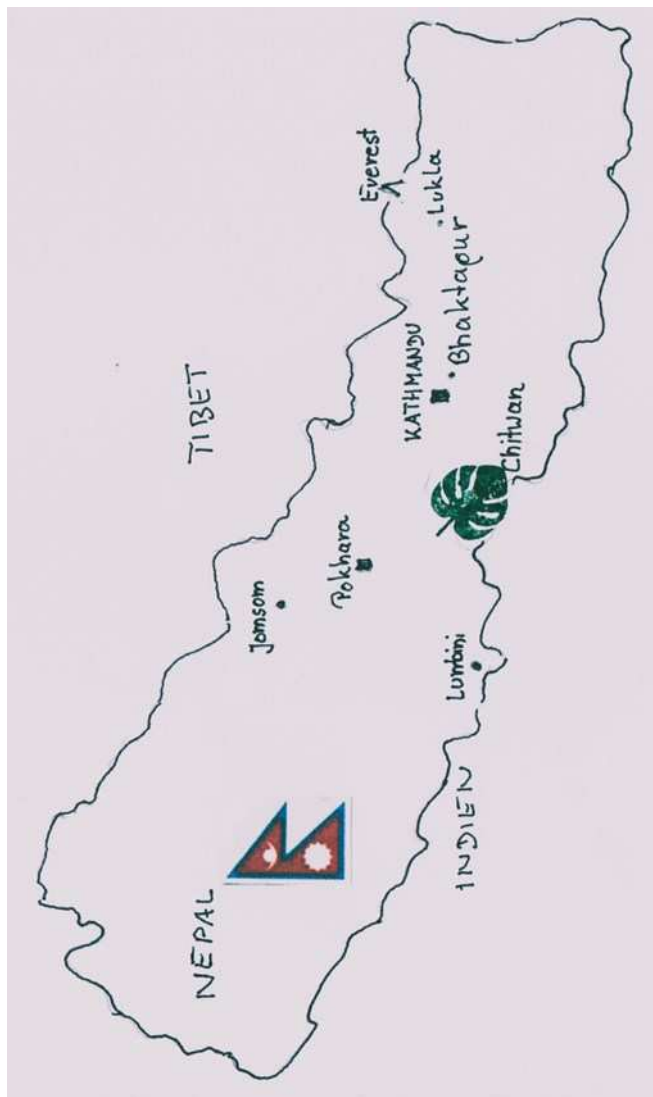 TIBET
Everest
Lukla
KATHMANDU
Bhaktapur
Chitwan
Jomsom
Pokhara
Lumbini
NEPAL
INDIEN